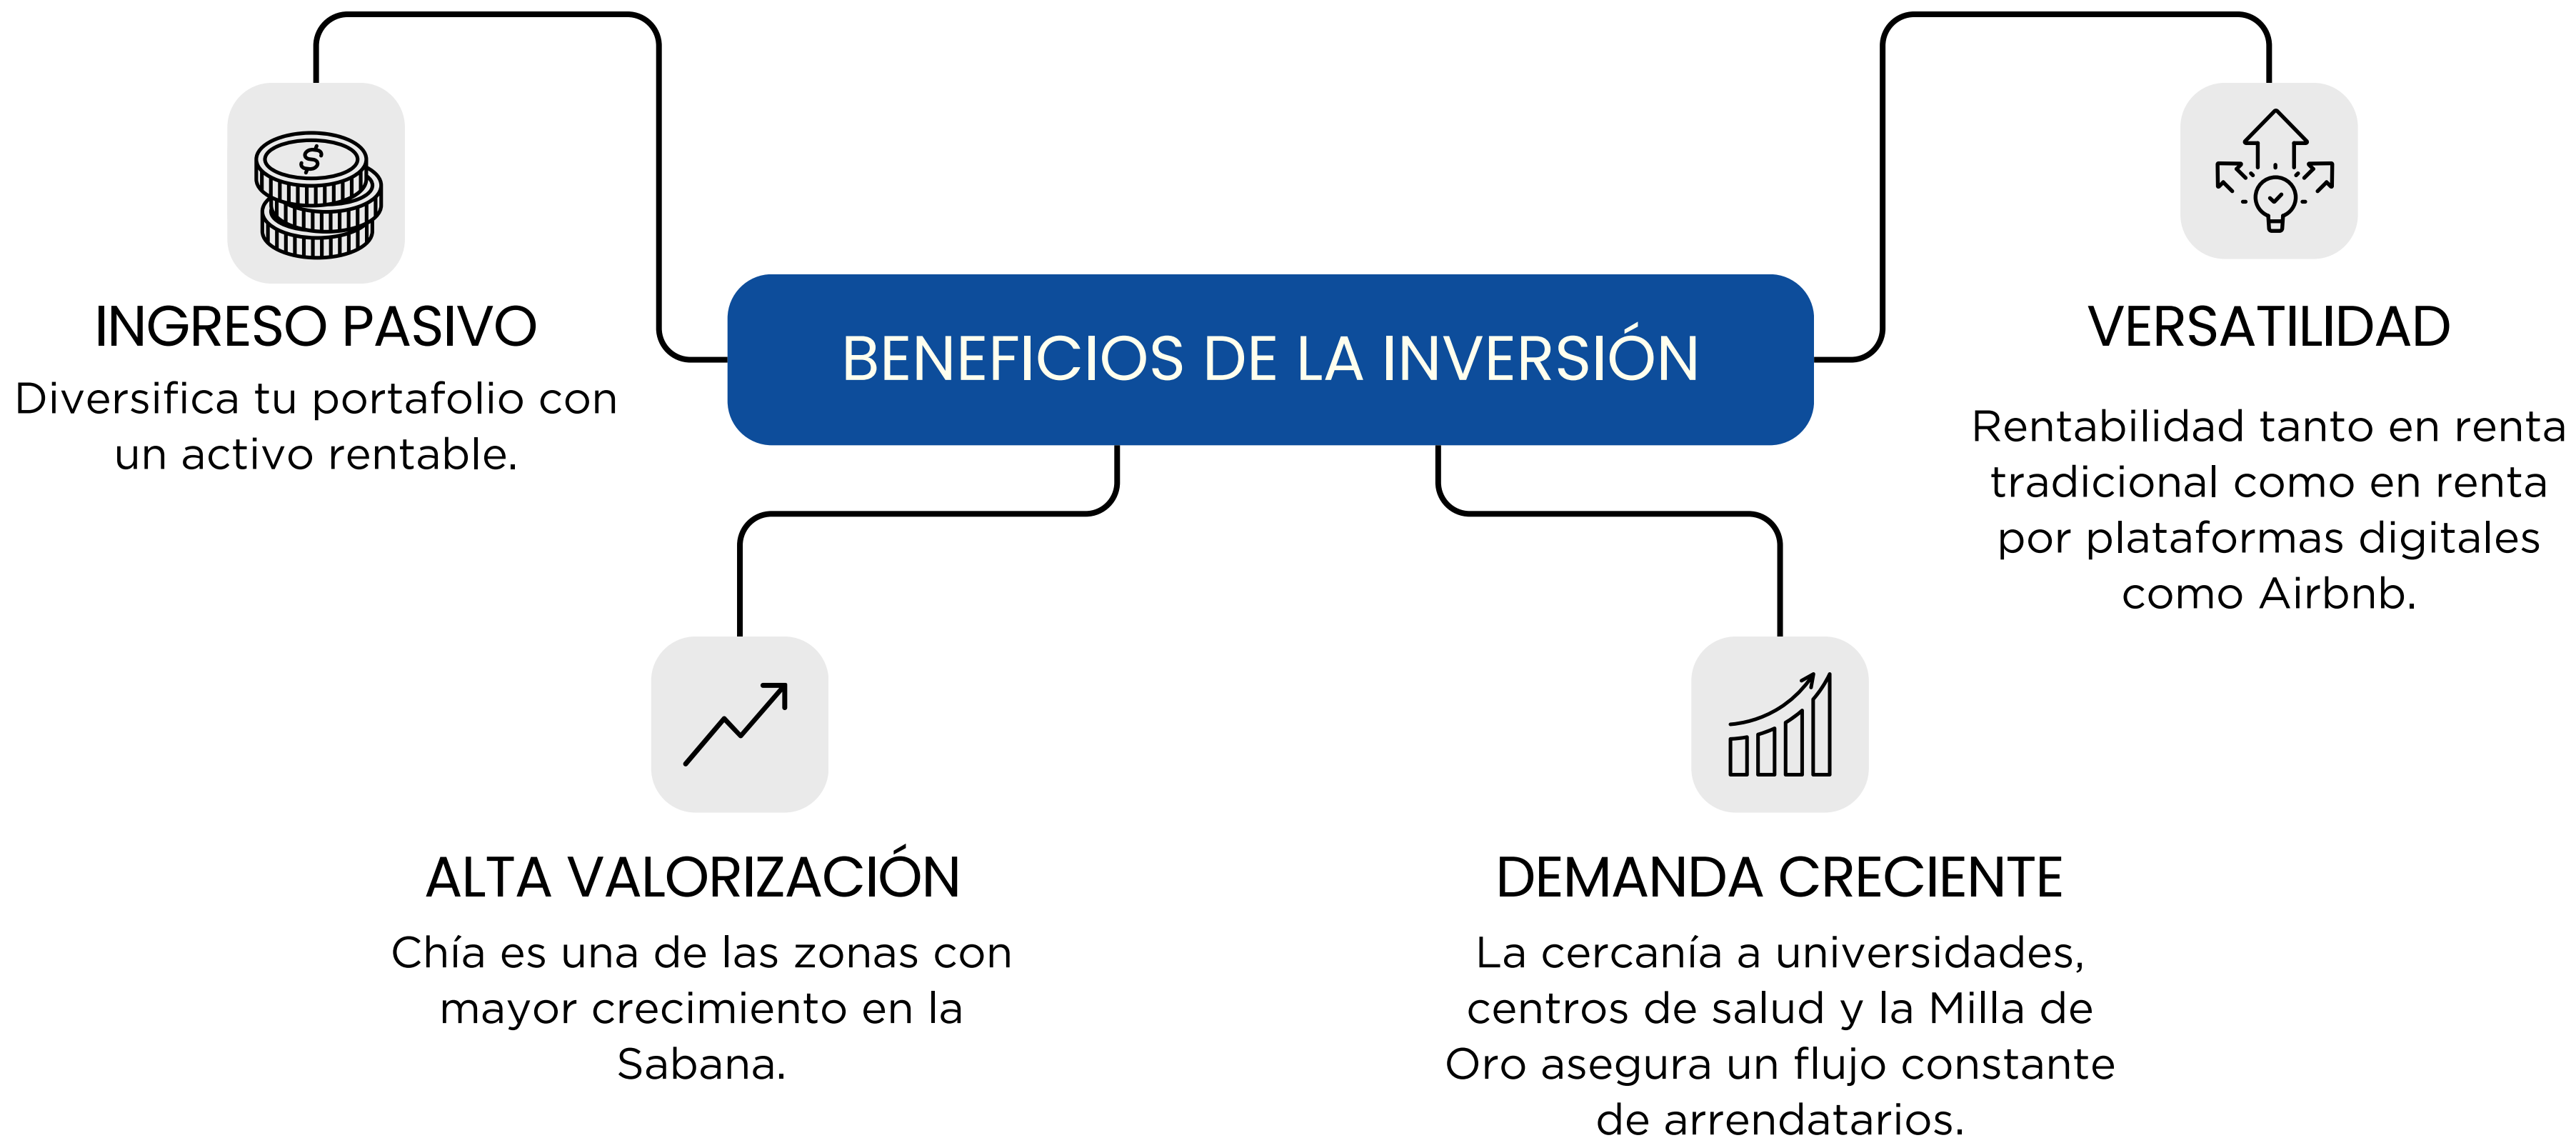 BENEFICIOS DE LA INVERSIÓN
INGRESO PASIVO
Diversifica tu portafolio con
un activo rentable.
ALTA VALORIZACIÓN
Chía es una de las zonas con
mayor crecimiento en la
Sabana.
DEMANDA CRECIENTE
La cercanía a universidades,
centros de salud y la Milla de
Oro asegura un flujo constante
de arrendatarios.
VERSATILIDAD
Rentabilidad tanto en renta
tradicional como en renta
por plataformas digitales
como Airbnb.